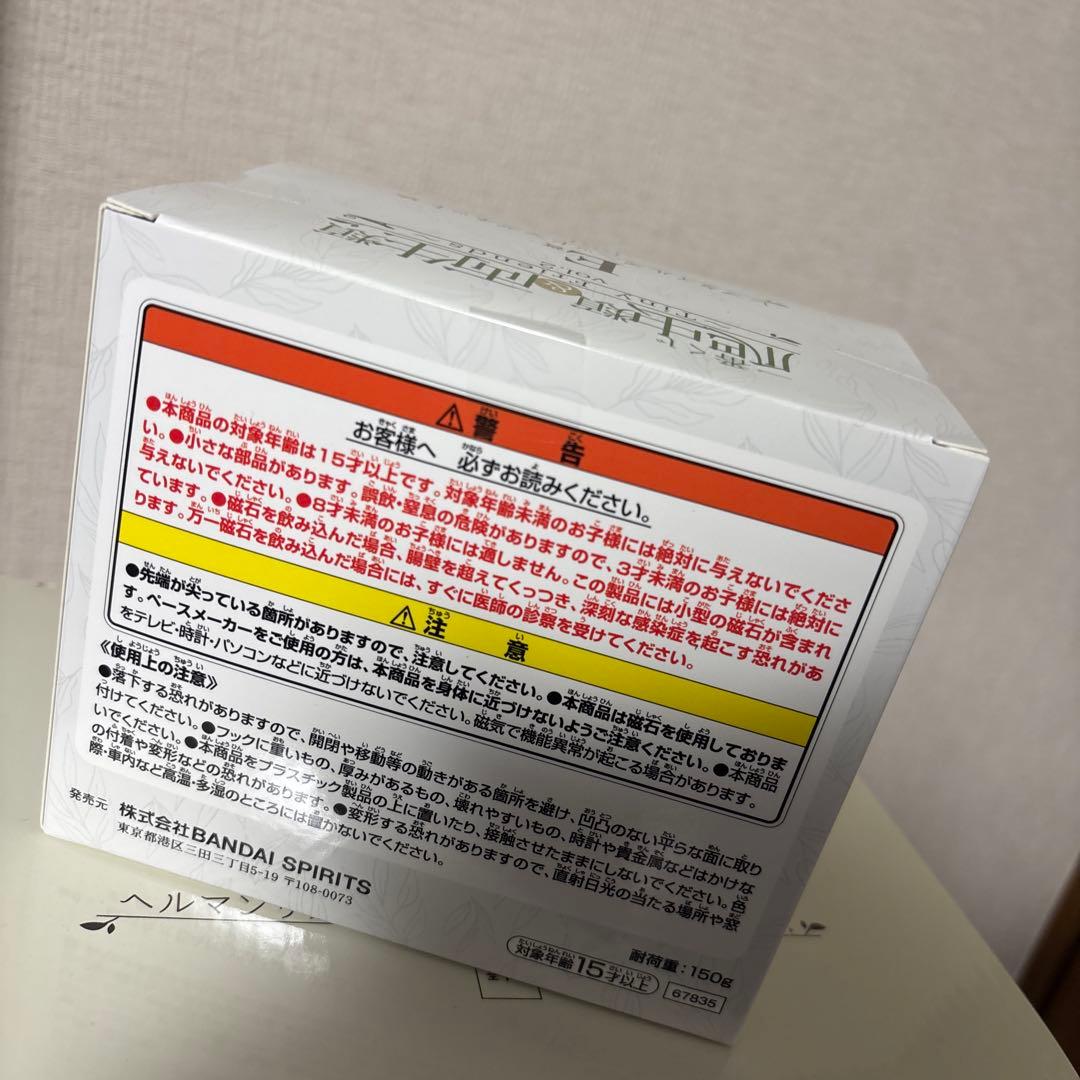 一番くじ
爪切男爵
Tiny Friends
vol.2
警告
お客様へ 必ずお読みください。
●本商品の対象年齢は15才以上です。対象年齢未満のお子様には絶対に与えないでくださ
い。●小さな部品があります。誤飲・窒息の危険がありますので、3才未満のお子様には絶対に
与えないでください。●8才未満のお子様には適しません。この製品には小型の磁石が含まれ
ています。●磁石を飲み込んだ場合、腸壁を超えてくっつき、深刻な感染症を起こす恐れがあ
ります。万一磁石を飲み込んだ場合には、すぐに医師の診察を受けてください。
注意
●先端が尖っている箇所がありますので、注意してください。●本商品は磁石を使用しておりま
す。ペースメーカーをご使用の方は、本商品を身体に近づけないようご注意ください。●本商品
をテレビ・時計・パソコンなどに近づけないでください。磁気で機能異常が起こる場合があります。
《使用上の注意》
●落下する恐れがありますので、開閉や移動等の動きがある箇所を避け、凹凸のない平らな面に取り
付けてください。●フックに重いもの、厚みがあるもの、壊れやすいもの、時計や貴金属などはかけな
いでください。●本商品をプラスチック製品の上に置いたり、接触させたままにしないでください。色
の付着や変形などの恐れがあります。●変形する恐れがありますので、直射日光の当たる場所や窓
際・車内など高温・多湿のところには置かないでください。
発売元 株式会社BANDAI SPIRITS
東京都港区三田三丁目5-19 〒108-0073
耐荷重:150g
対象年齢15才以上
67835
ヘルマン